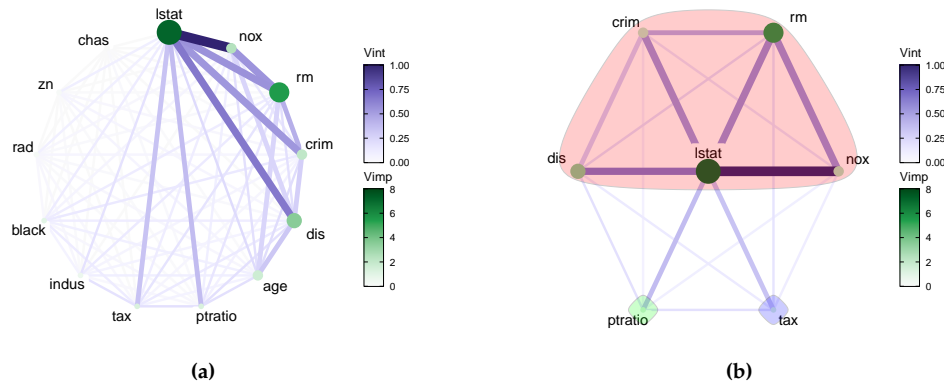 lstat
chas
nox
zn
rm
rad
crim
black
dis
indus
age
tax
ptratio
Vint
1.00
0.75
0.50
0.25
0.00
Vimp
8
6
4
2
0
(a)
crim
rm
lstat
dis
nox
ptratio
tax
Vint
1.00
0.75
0.50
0.25
0.00
Vimp
8
6
4
2
0
(b)